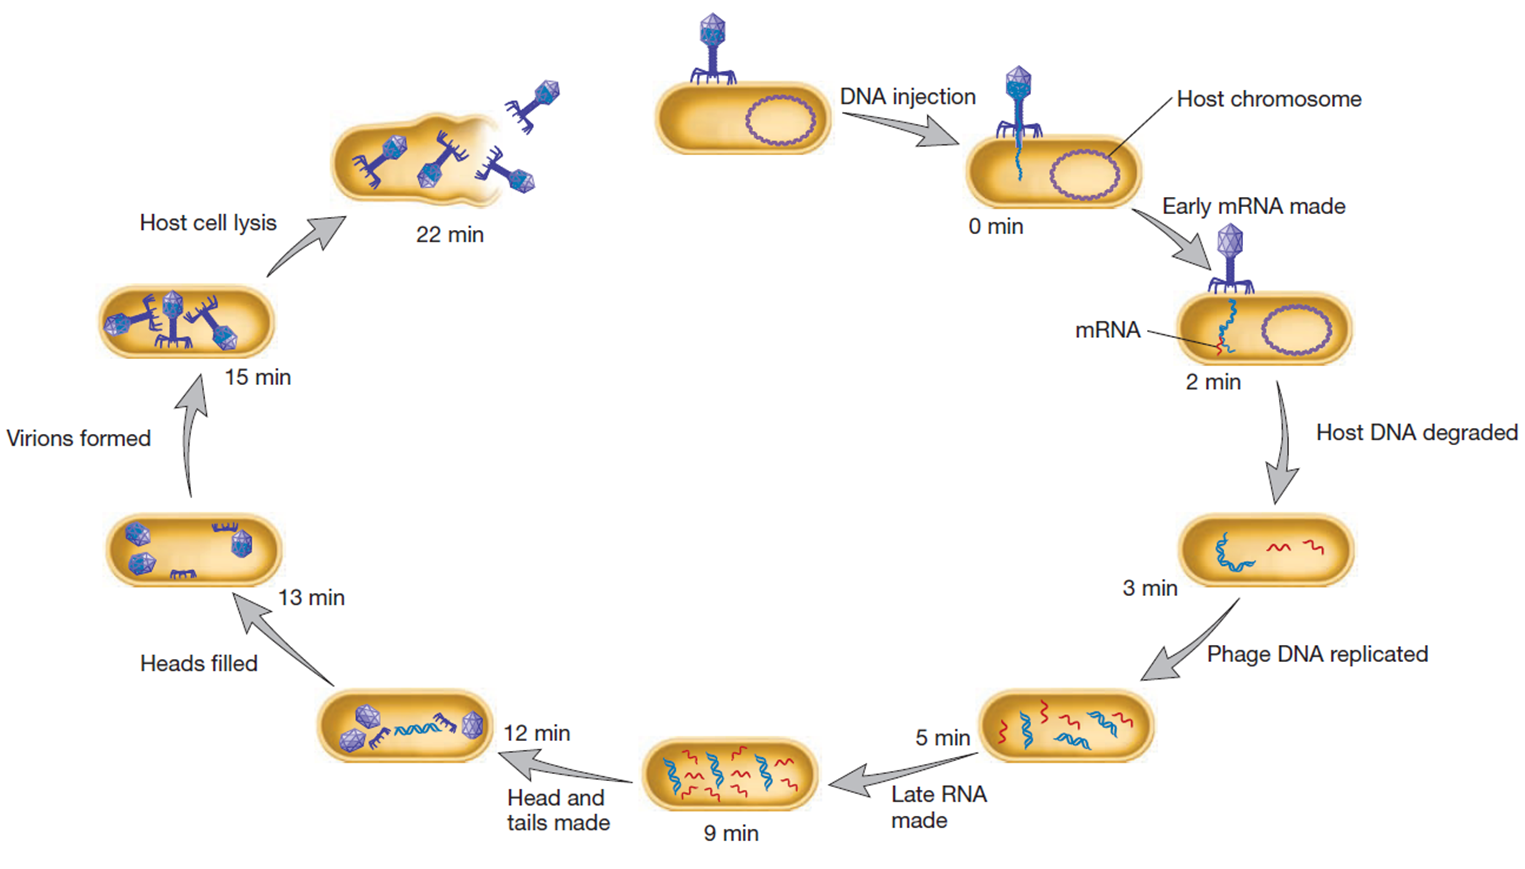 DNA injection
Host chromosome
0 min
Early mRNA made
mRNA
2 min
Host DNA degraded
3 min
Phage DNA replicated
5 min
Late RNA
made
9 min
Head and
tails made
12 min
Heads filled
13 min
Virions formed
15 min
Host cell lysis
22 min